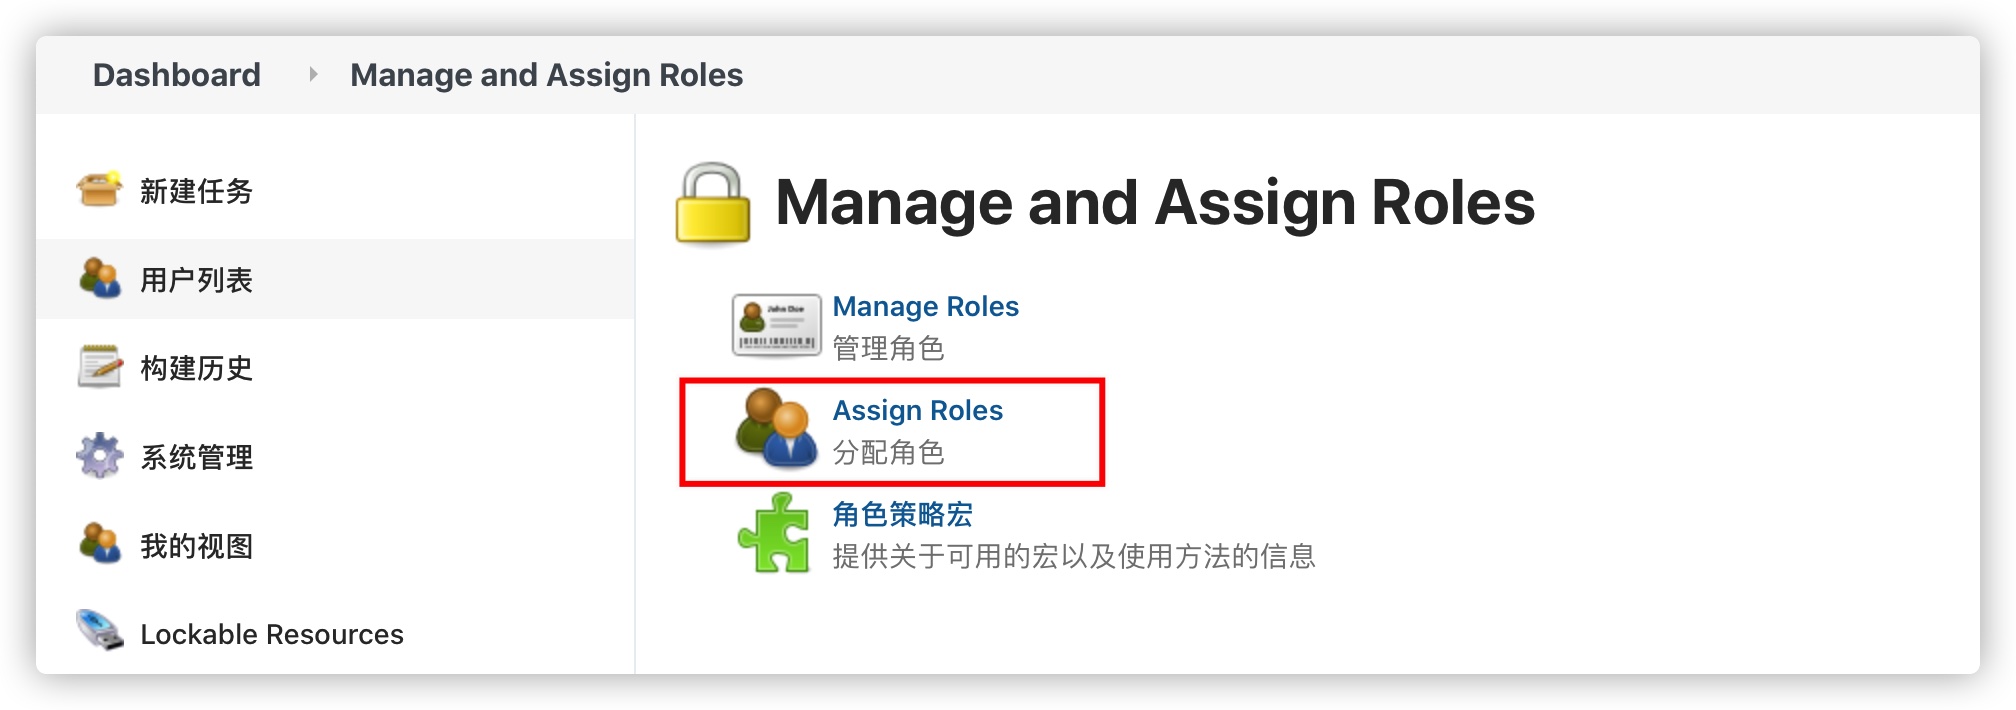 Dashboard
Manage and Assign Roles
新建任务
用户列表
构建历史
系统管理
我的视图
Lockable Resources
Manage and Assign Roles
John Doe
Manage Roles
管理角色
Assign Roles
分配角色
角色策略宏
提供关于可用的宏以及使用方法的信息